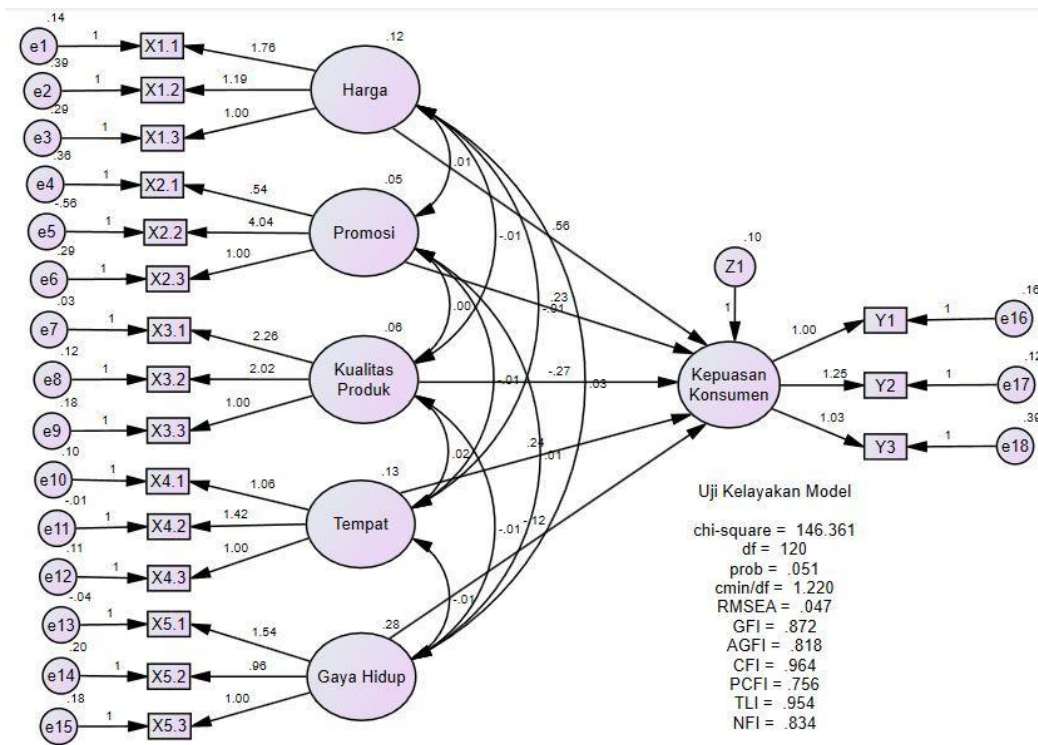 .14
e1 1 X1.1 1.76
.39
e2 1 X1.2 1.19
.29
e3 1 X1.3 1.00
.12
Harga
.36
e4 1 X2.1 .54
-.56
e5 1 X2.2 4.04
.29
e6 1 X2.3 1.00
.05
Promosi
.03
e7 1 X3.1 2.26
.12
e8 1 X3.2 2.02
.18
e9 1 X3.3 1.00
.06
Kualitas
Produk
.10
e10 1 X4.1 1.06
-.01
e11 1 X4.2 1.42
.11
e12 1 X4.3 1.00
.13
Tempat
-.04
e13 1 X5.1 1.54
.20
e14 1 X5.2 .96
.18
e15 1 X5.3 1.00
.28
Gaya Hidup
.01
-.01
.56
.00
.23
-.01
-.01
-.27
.03
.02
.24
.01
-.01
-.12
-.01
.10
Z1
1
Kepuasan
Konsumen
.16
1.00 Y1 1 e16
.12
1.25 Y2 1 e17
.39
1.03 Y3 1 e18
Uji Kelayakan Model
chi-square = 146.361
df = 120
prob = .051
cmin/df = 1.220
RMSEA = .047
GFI = .872
AGFI = .818
CFI = .964
PCFI = .756
TLI = .954
NFI = .834